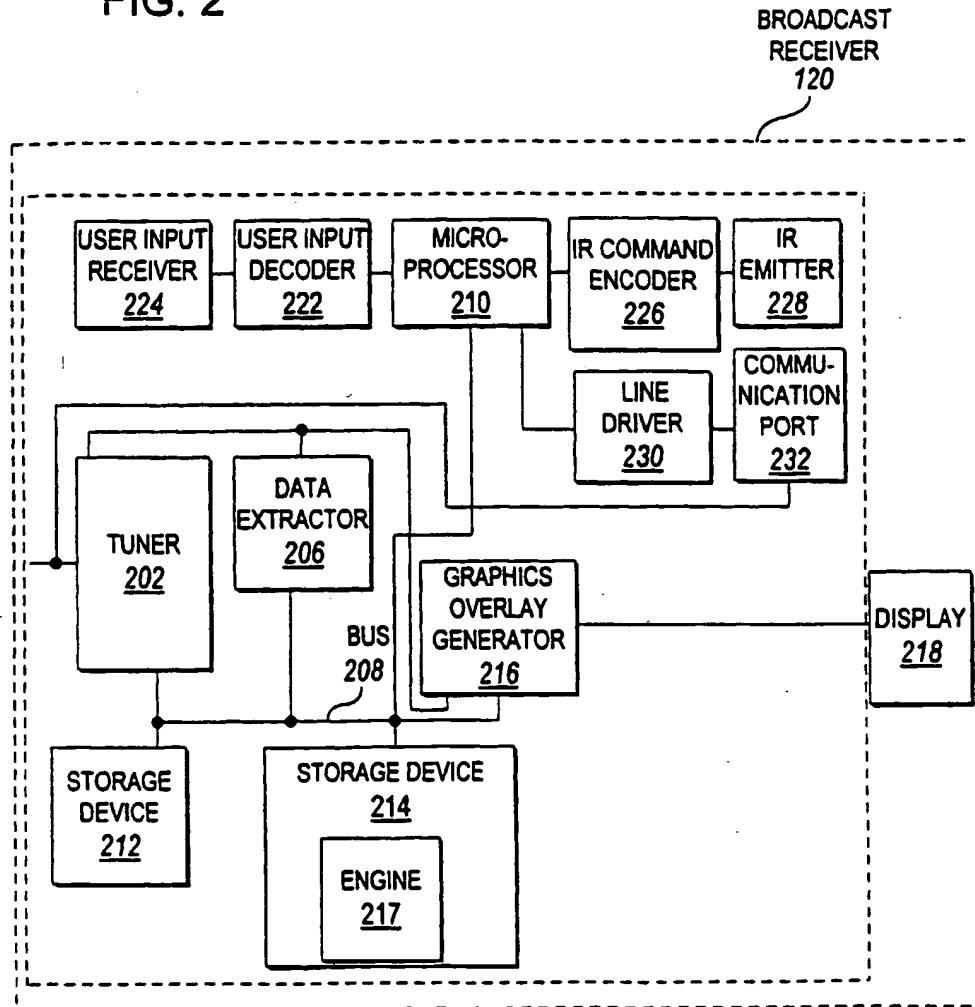 FIG. 2
BROADCAST
RECEIVER
120
USER INPUT
RECEIVER
224
USER INPUT
DECODER
222
MICRO-
PROCESSOR
210
IR COMMAND
ENCODER
226
IR
EMITTER
228
LINE
DRIVER
230
COMMU-
NICATION
PORT
232
TUNER
202
DATA
EXTRACTOR
206
GRAPHICS
OVERLAY
GENERATOR
216
DISPLAY
218
BUS
208
STORAGE
DEVICE
212
STORAGE DEVICE
214
ENGINE
217